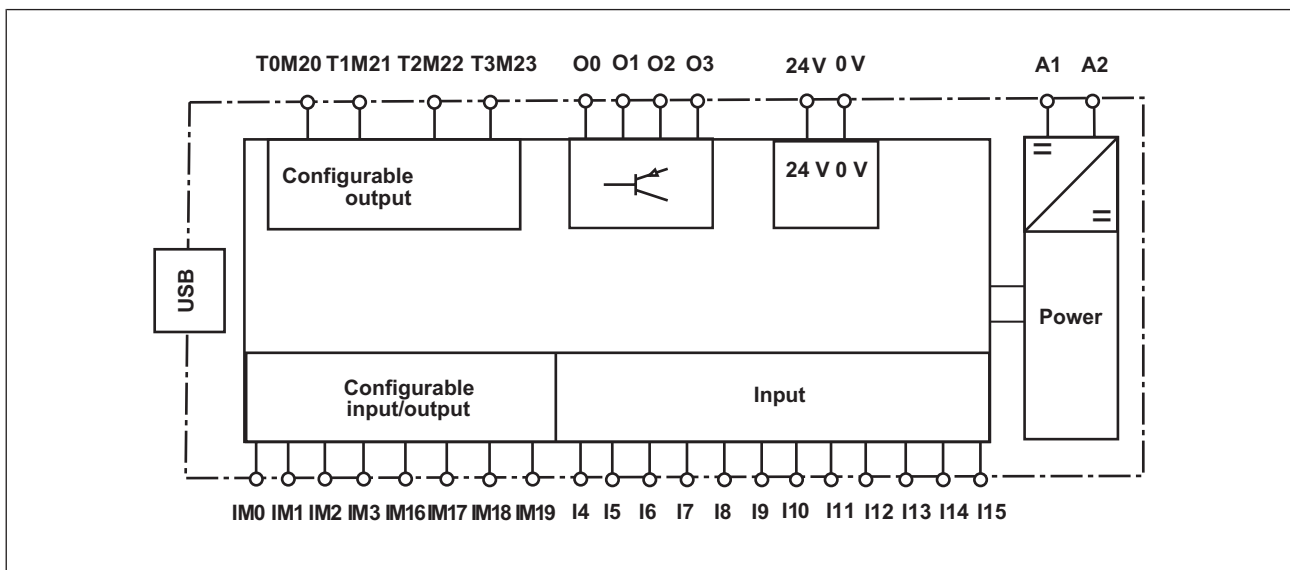 T0M20 T1M21 T2M22 T3M23 O0 O1 O2 O3 24 V 0 V A1 A2
Configurable
output
24 V 0 V
=
=
USB
Power
Configurable
input/output
Input
IM0 IM1 IM2 IM3 IM16 IM17 IM18 IM19 I4 I5 I6 I7 I8 I9 I10 I11 I12 I13 I14 I15